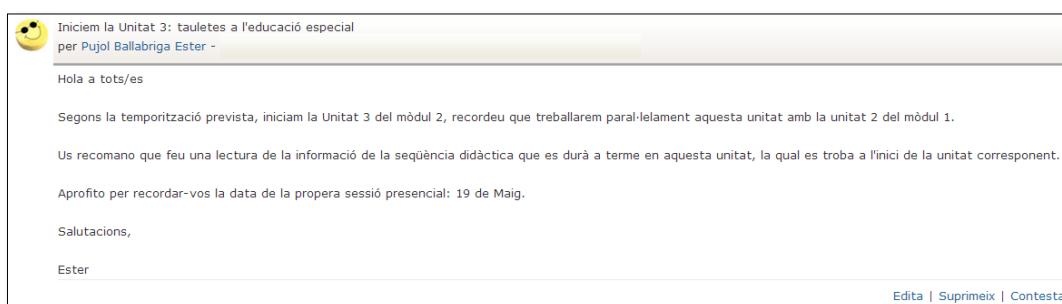 Iniciem la Unitat 3: tauletes a l'educació especial
per Pujol Ballabriga Ester -
Hola a tots/es
Segons la temporització prevista, iniciam la Unitat 3 del mòdul 2, recordeu que treballarem paral·lelament aquesta unitat amb la unitat 2 del mòdul 1.
Us recomano que feu una lectura de la informació de la seqüència didàctica que es durà a terme en aquesta unitat, la qual es troba a l'inici de la unitat corresponent.
Aprofito per recordar-vos la data de la propera sessió presencial: 19 de Maig.
Salutacions,
Ester
Edita | Suprimeix | Contesta